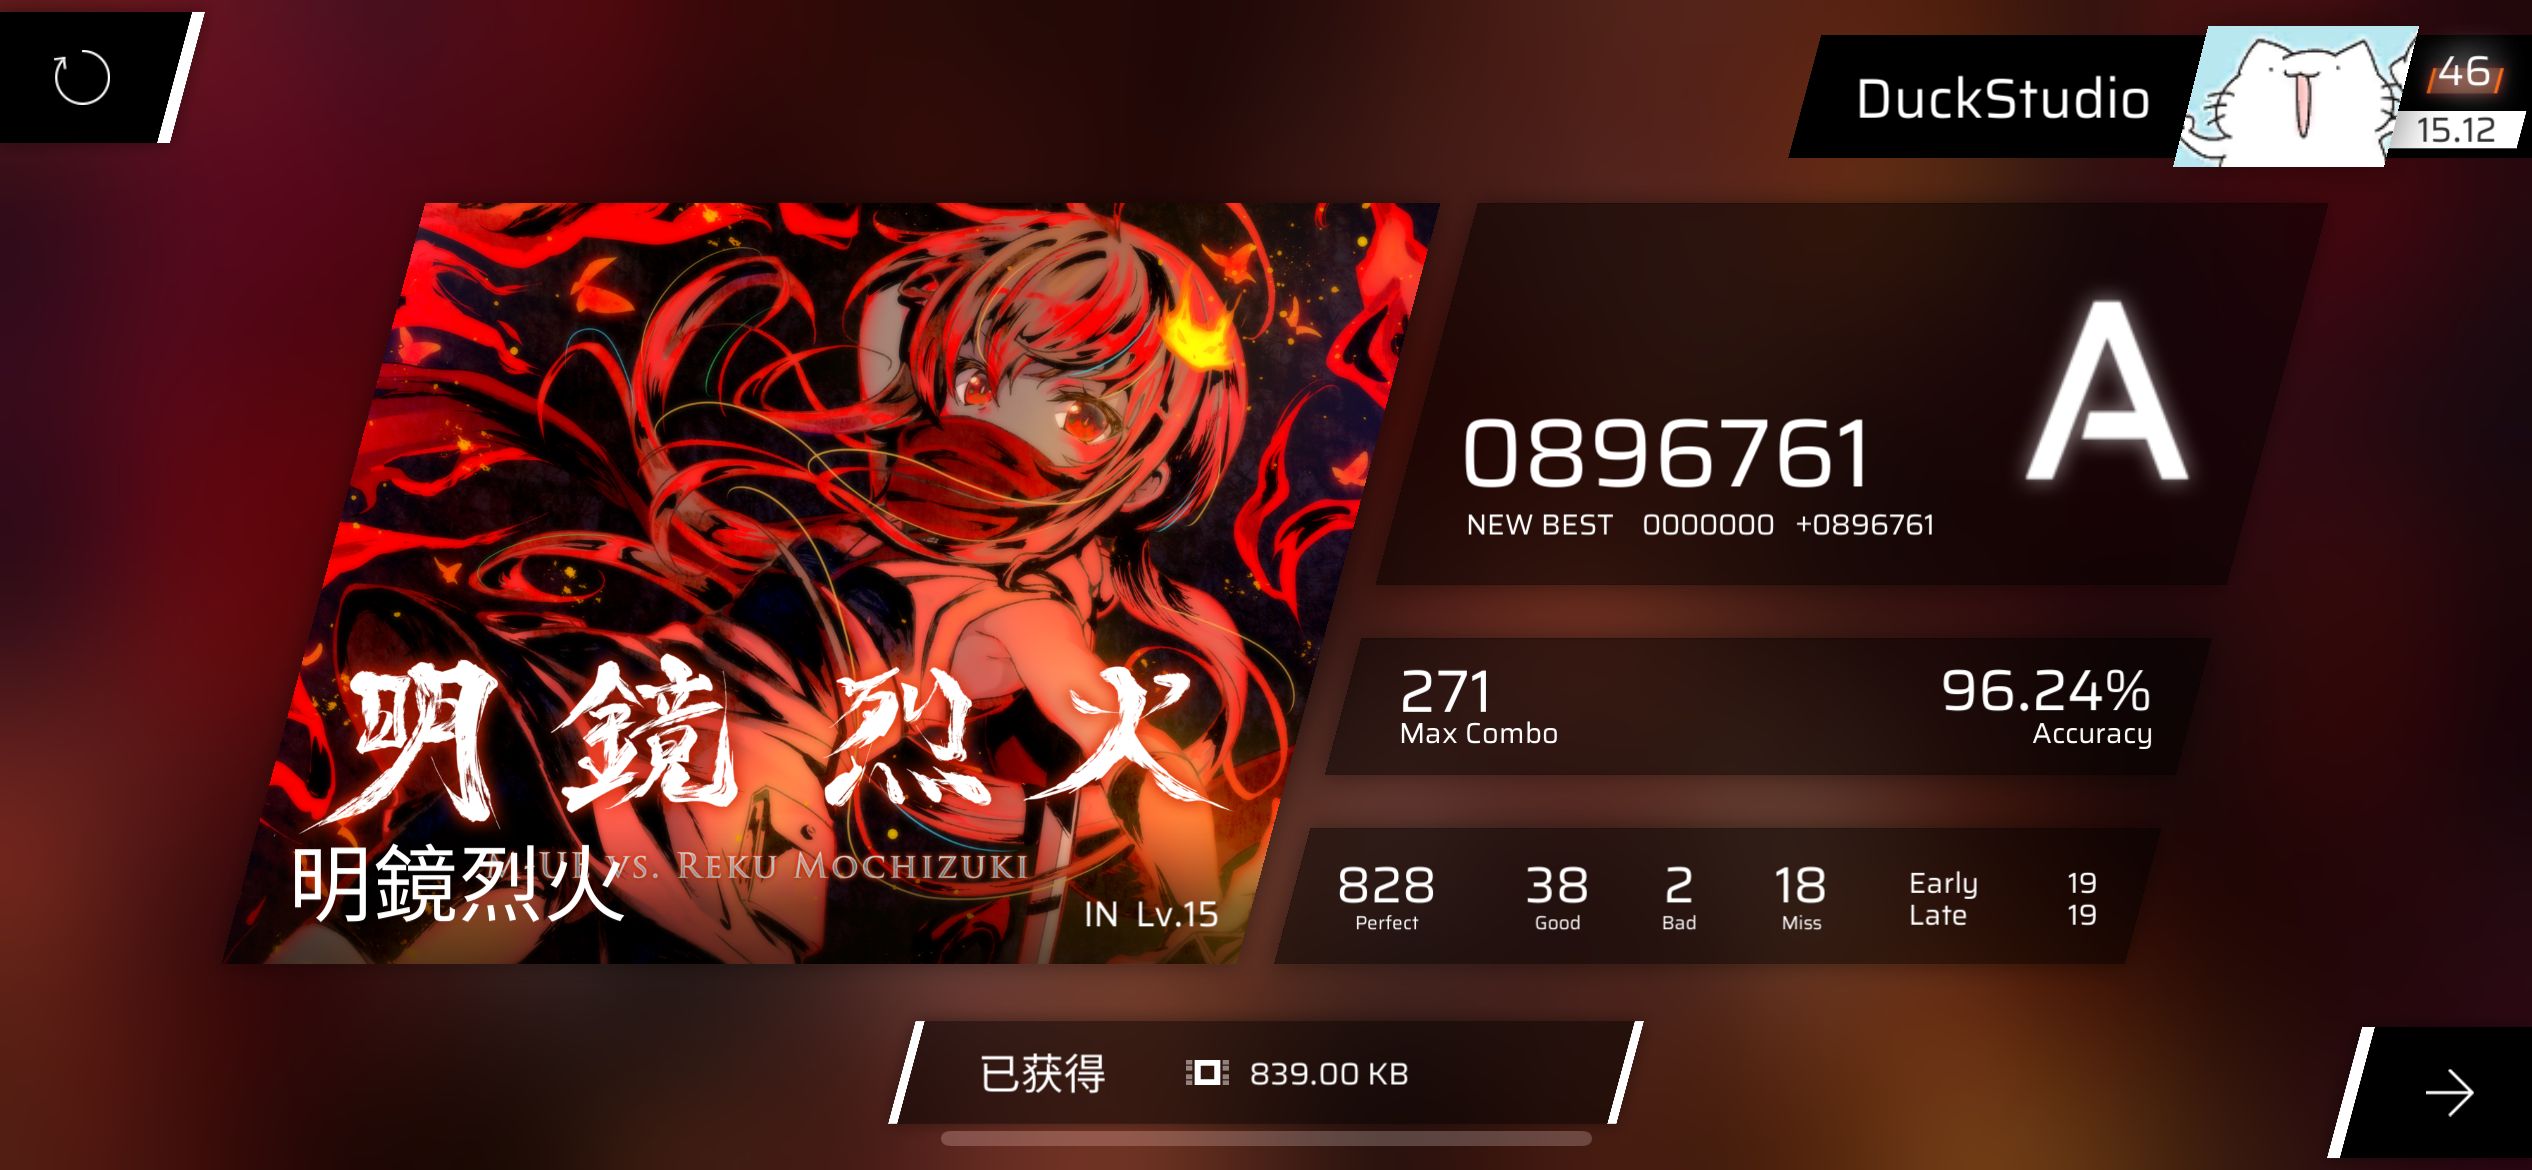 DuckStudio
46
15.12
明鏡烈火
vs. Reku Mochizuki
明鏡烈火
IN Lv.15
0896761
A
NEW BEST 0000000 +0896761
271
Max Combo
96.24%
Accuracy
828
Perfect
38
Good
2
Bad
18
Miss
Early 19
Late 19
已获得 839.00 KB